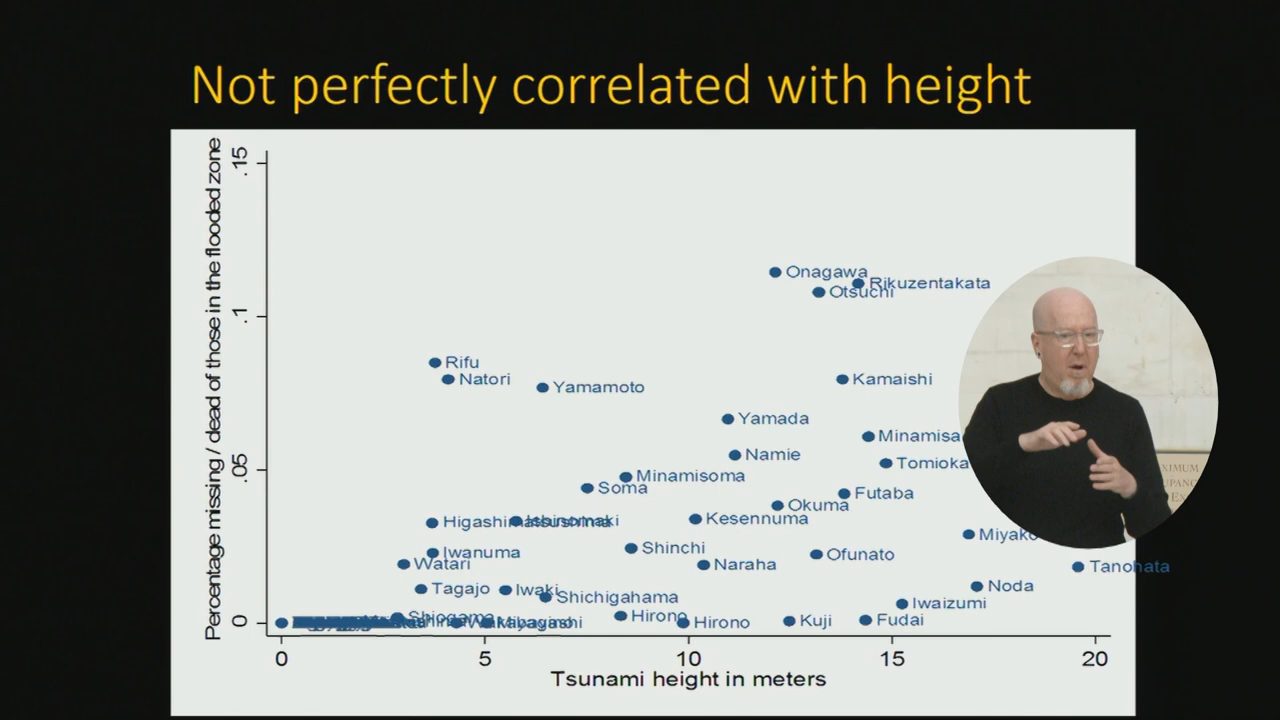 Not perfectly correlated with height
Percentage missing / dead of those in the flooded zone
.15
.1
.05
0
Onagawa
Rikuzentakata
Otsuchi
Rifu
Natori
Yamamoto
Kamaishi
Yamada
Minamisa
Namie
Tomioka
Minamisoma
Soma
Futaba
Okuma
Kesennuma
Higashimatsushima
Ishinomaki
Miyako
Shinchi
Iwanuma
Ofunato
Watari
Naraha
Tanohata
Tagajo
Iwaki
Noda
Shichigahama
Iwaizumi
Shiogama
Hirono
Hirono
Kuji
Fudai
0
5
10
15
20
Tsunami height in meters
XIMUM
UPANC